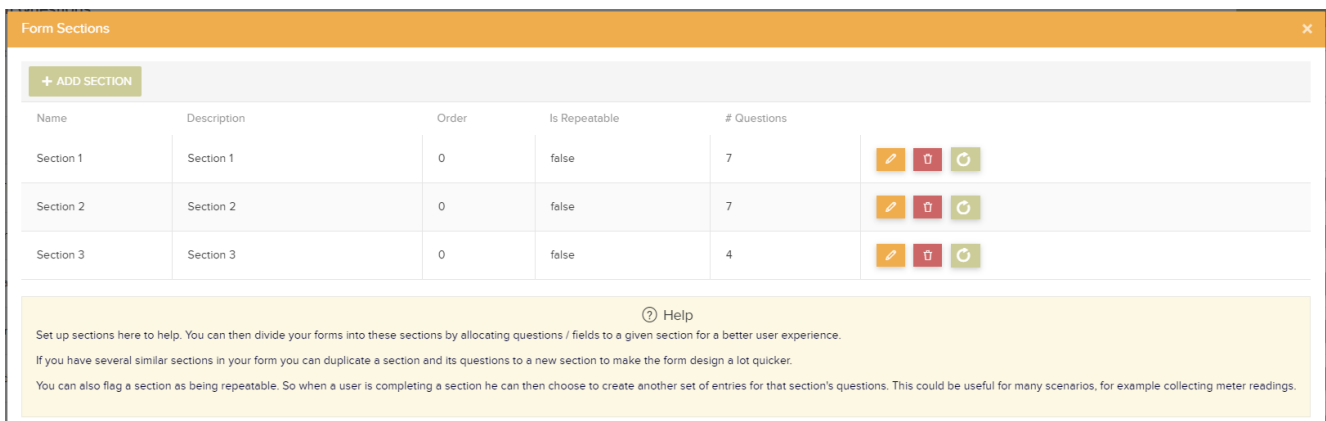 Form Sections
+ ADD SECTION
Name Description Order Is Repeatable # Questions
Section 1 Section 1 0 false 7
Section 2 Section 2 0 false 7
Section 3 Section 3 0 false 4
Help
Set up sections here to help. You can then divide your forms into these sections by allocating questions / fields to a given section for a better user experience.
If you have several similar sections in your form you can duplicate a section and its questions to a new section to make the form design a lot quicker.
You can also flag a section as being repeatable. So when a user is completing a section he can then choose to create another set of entries for that section's questions. This could be useful for many scenarios, for example collecting meter readings.